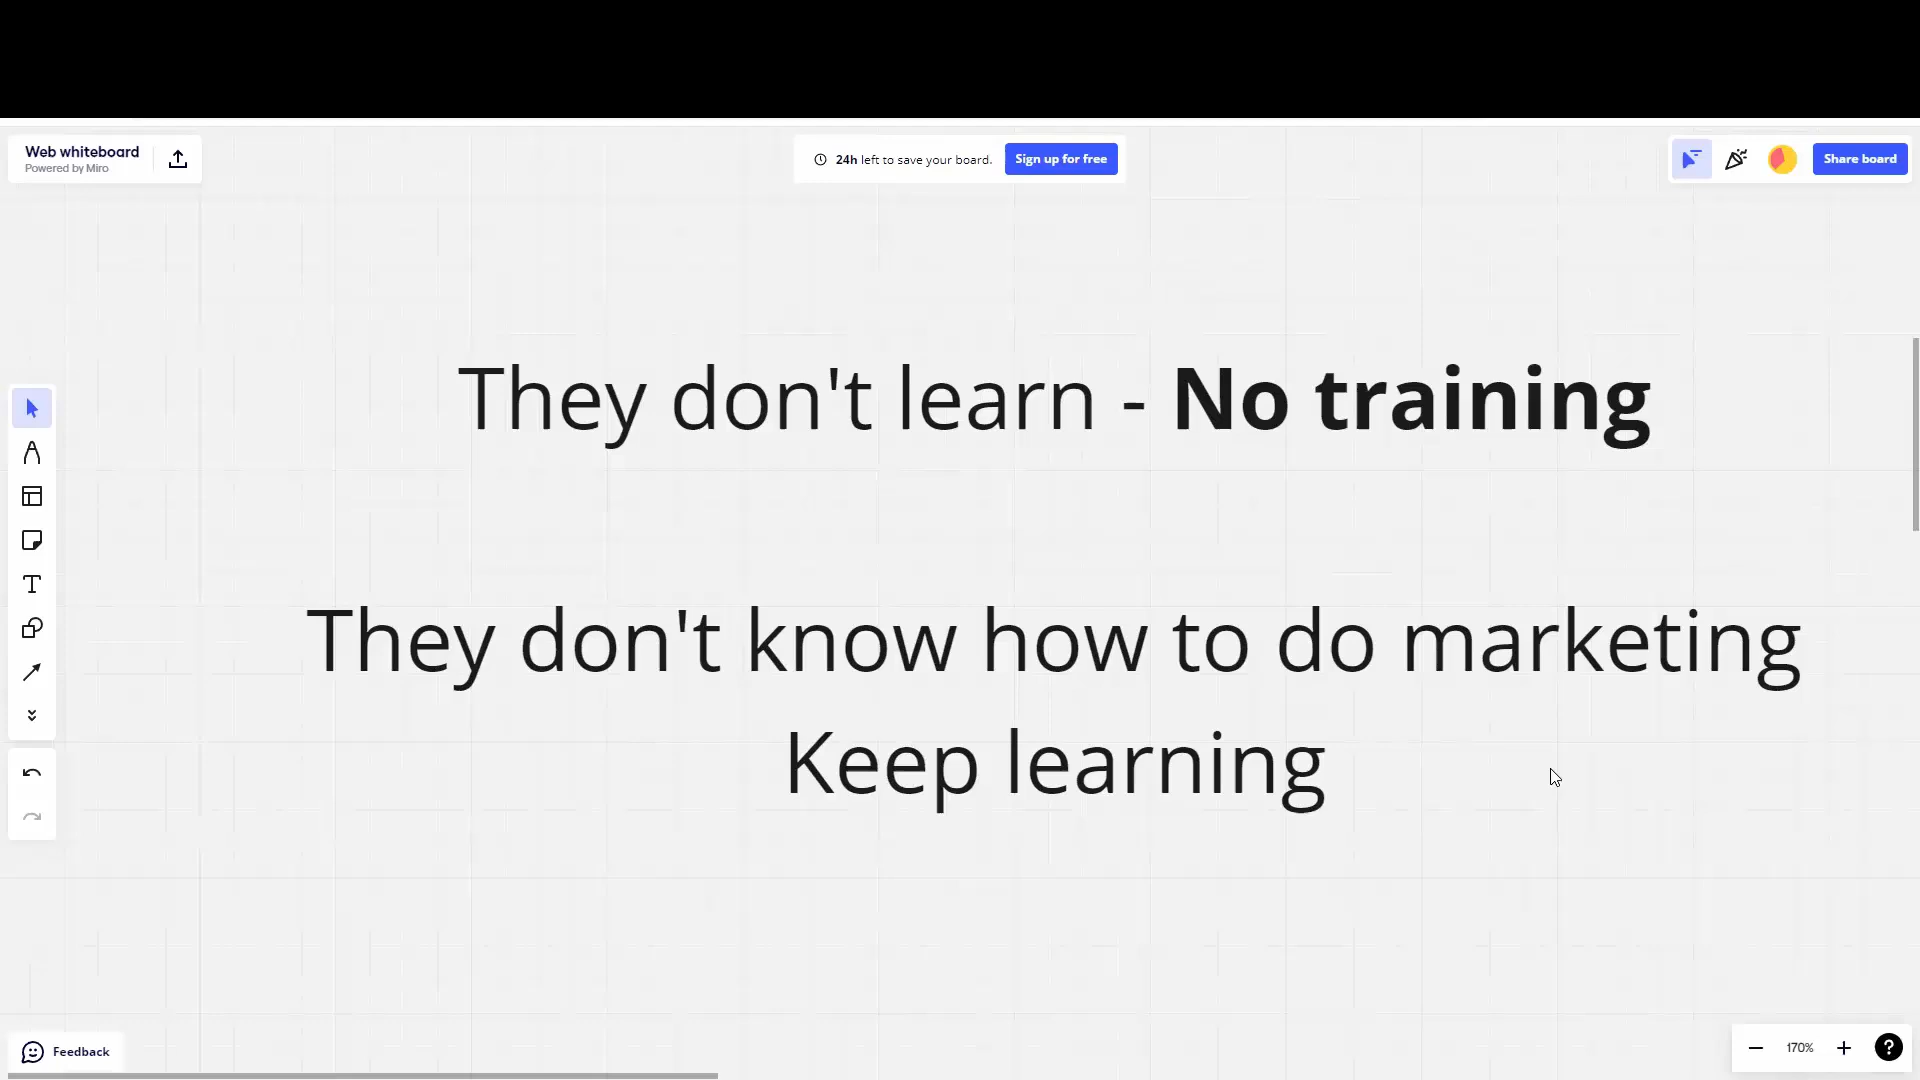 Web whiteboard
Powered by Miro
24h left to save your board.
Sign up for free
Share board
They don't learn - No training
They don't know how to do marketing
Keep learning
Feedback
170%